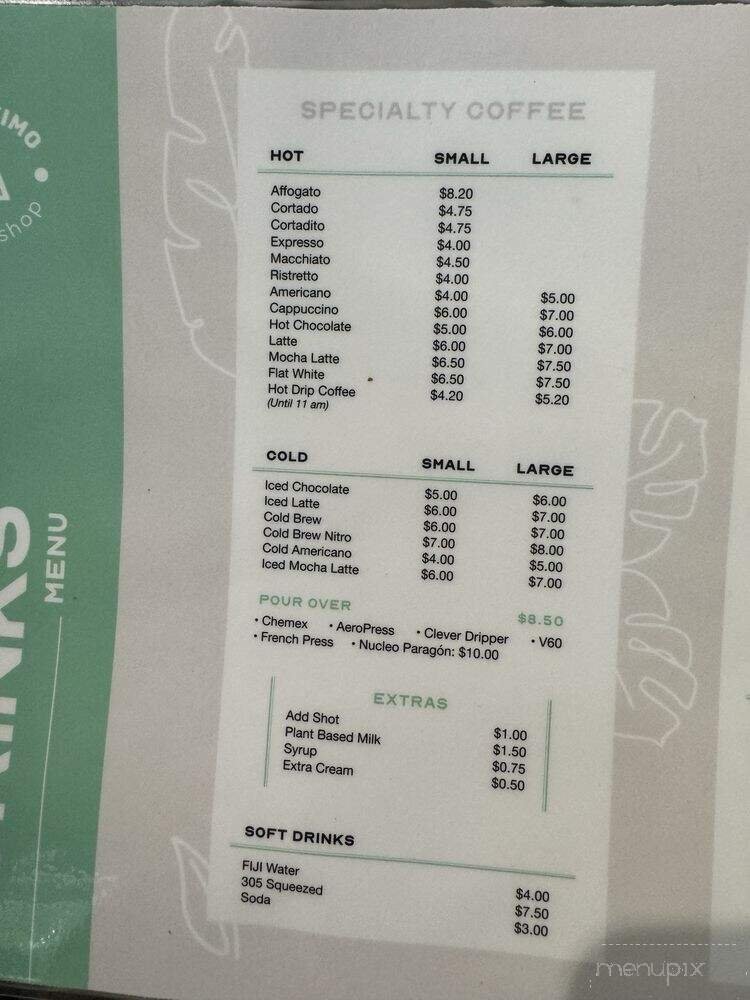 IMO
shop
DRINKS
MENU
SPECIALTY COFFEE
HOT SMALL LARGE
Affogato $8.20
Cortado $4.75
Cortadito $4.75
Expresso $4.00
Macchiato $4.50
Ristretto $4.00
Americano $4.00 $5.00
Cappuccino $6.00 $7.00
Hot Chocolate $5.00 $6.00
Latte $6.00 $7.00
Mocha Latte $6.50 $7.50
Flat White $6.50 $7.50
Hot Drip Coffee $4.20 $5.20
(Until 11 am)
COLD SMALL LARGE
Iced Chocolate $5.00 $6.00
Iced Latte $6.00 $7.00
Cold Brew $6.00 $7.00
Cold Brew Nitro $7.00 $8.00
Cold Americano $4.00 $5.00
Iced Mocha Latte $6.00 $7.00
POUR OVER $8.50
• Chemex • AeroPress • Clever Dripper • V60
• French Press • Nucleo Paragón: $10.00
EXTRAS
Add Shot $1.00
Plant Based Milk $1.50
Syrup $0.75
Extra Cream $0.50
SOFT DRINKS
FIJI Water $4.00
305 Squeezed $7.50
Soda $3.00
menupix